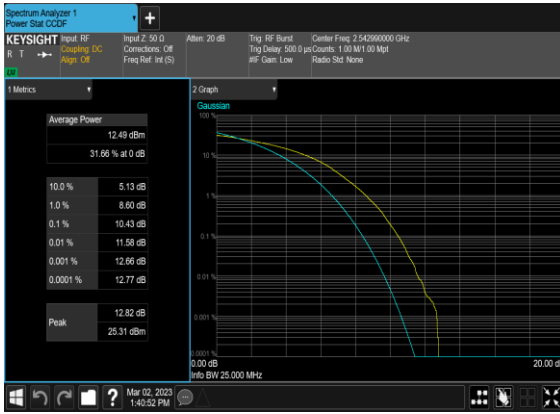 Spectrum Analyzer 1
Power Stat CCDF
KEYSIGHT
R T
LV
Input: RF
Coupling: DC
Align: Off
Input Z: 50 Ω
Corrections: Off
Freq Ref: Int (S)
Atten: 20 dB
Trig: RF Burst
Trig Delay: 500.0 µs
#IF Gain: Low
Center Freq: 2.542990000 GHz
Counts: 1.00 M/1.00 Mpt
Radio Std: None
1 Metrics
Average Power
12.49 dBm
31.66 % at 0 dB
10.0 % 5.13 dB
1.0 % 8.60 dB
0.1 % 10.43 dB
0.01 % 11.58 dB
0.001 % 12.66 dB
0.0001 % 12.77 dB
Peak
12.82 dB
25.31 dBm
2 Graph
Gaussian
100 %
10 %
1 %
0.1 %
0.01 %
0.001 %
0.0001 %
0.00 dB
20.00 d
Info BW 25.000 MHz
Mar 02, 2023
1:40:52 PM